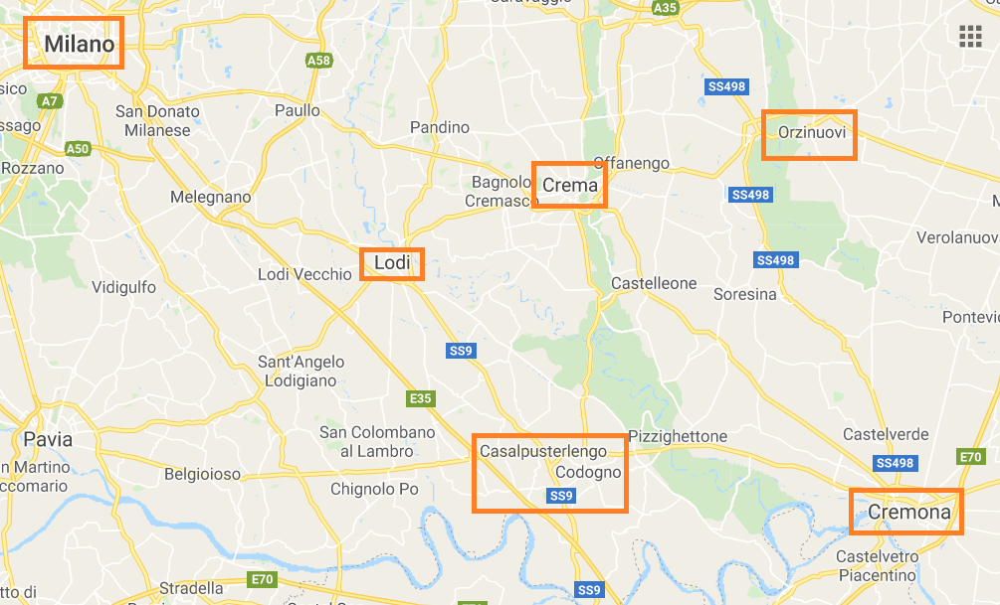 Caravaggio
A35
Milano
A58
SS498
sico
A7
San Donato
Milanese
Paullo
Pandino
Orzinuovi
ssago
A50
Rozzano
Offanengo
Bagnolo
Cremasco
Crema
Melegnano
SS498
Verolanuov
Lodi
SS498
Lodi Vecchio
Vidigulfo
Castelleone
Soresina
Pontevic
SS9
Sant'Angelo
Lodigiano
E35
San Colombano
al Lambro
Pavia
Casalpusterlengo
Pizzighettone
Castelverde
n Martino
ccomario
Belgioioso
Codogno
SS498
E70
Chignolo Po
SS9
Cremona
Castelvetro
Piacentino
E70
Stradella
SS9
tto di